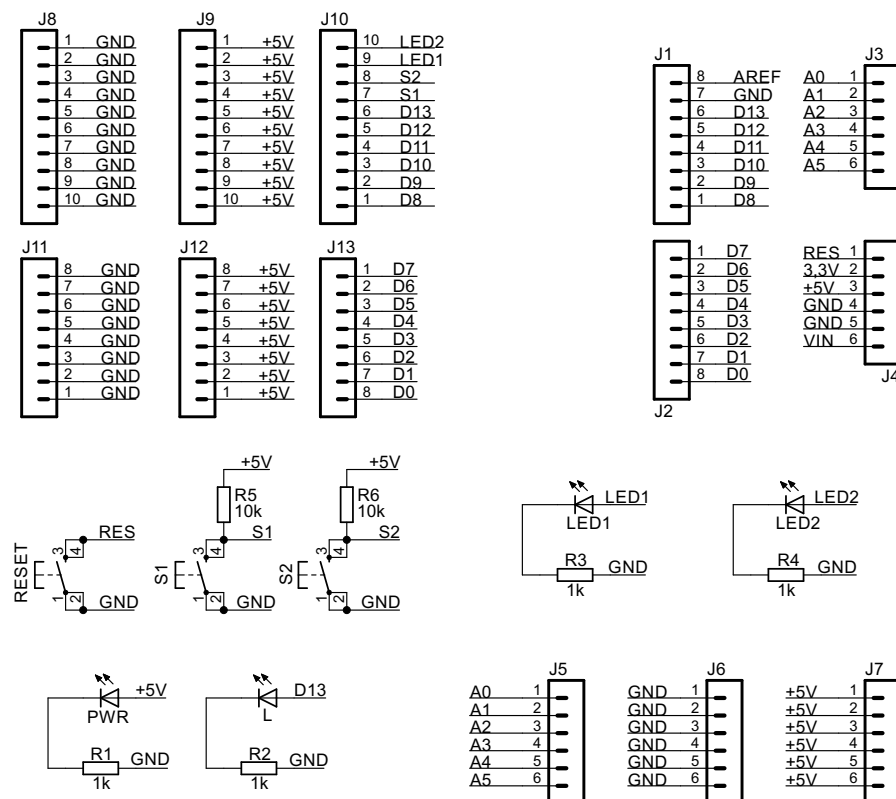 J8 J9 J10
1 GND 1 +5V 10 LED2
2 GND 2 +5V 9 LED1
3 GND 3 +5V 8 S2
4 GND 4 +5V 7 S1
5 GND 5 +5V 6 D13
6 GND 6 +5V 5 D12
7 GND 7 +5V 4 D11
8 GND 8 +5V 3 D10
9 GND 9 +5V 2 D9
10 GND 10 +5V 1 D8
J1 J3
8 AREF A0 1
7 GND A1 2
6 D13 A2 3
5 D12 A3 4
4 D11 A4 5
3 D10 A5 6
2 D9
1 D8
J11 J12 J13
8 GND 8 +5V 1 D7
7 GND 7 +5V 2 D6
6 GND 6 +5V 3 D5
5 GND 5 +5V 4 D4
4 GND 4 +5V 5 D3
3 GND 3 +5V 6 D2
2 GND 2 +5V 7 D1
1 GND 1 +5V 8 D0
1 D7 RES 1
2 D6 3,3V 2
3 D5 +5V 3
4 D4 GND 4
5 D3 GND 5
6 D2 VIN 6
7 D1
8 D0 J4
J2
RESET
3 4 RES
1 2 GND
+5V
R5
10k
S1
3 4 S1
1 2 GND
+5V
R6
10k
S2
3 4 S2
1 2 GND
LED1
LED1
R3 GND
1k
LED2
LED2
R4 GND
1k
+5V
PWR
R1 GND
1k
D13
L
R2 GND
1k
J5 J6 J7
A0 1 GND 1 +5V 1
A1 2 GND 2 +5V 2
A2 3 GND 3 +5V 3
A3 4 GND 4 +5V 4
A4 5 GND 5 +5V 5
A5 6 GND 6 +5V 6